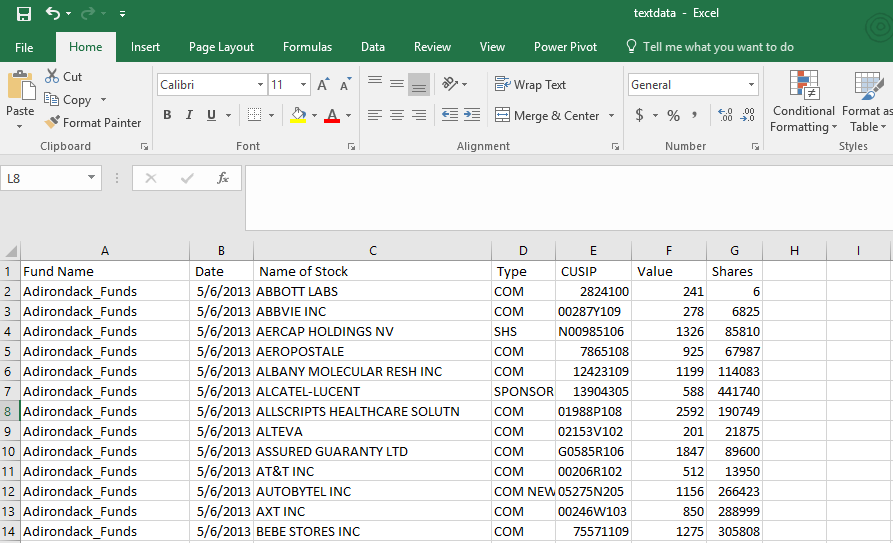 textdata - Excel
File Home Insert Page Layout Formulas Data Review View Power Pivot Tell me what you want to do
Paste
Cut
Copy
Format Painter
Clipboard
Calibri 11 A A
B I U A
Font
Wrap Text
Merge & Center
Alignment
General
$ % , .0 .00 .00 .0
Number
Conditional Formatting
Format as Table
Styles
L8 fx
A B C D E F G H I
1 Fund Name Date Name of Stock Type CUSIP Value Shares
2 Adirondack_Funds 5/6/2013 ABBOTT LABS COM 2824100 241 6
3 Adirondack_Funds 5/6/2013 ABBVIE INC COM 00287Y109 278 6825
4 Adirondack_Funds 5/6/2013 AERCAP HOLDINGS NV SHS N00985106 1326 85810
5 Adirondack_Funds 5/6/2013 AEROPOSTALE COM 7865108 925 67987
6 Adirondack_Funds 5/6/2013 ALBANY MOLECULAR RESH INC COM 12423109 1199 114083
7 Adirondack_Funds 5/6/2013 ALCATEL-LUCENT SPONSOR 13904305 588 441740
8 Adirondack_Funds 5/6/2013 ALLSCRIPTS HEALTHCARE SOLUTN COM 01988P108 2592 190749
9 Adirondack_Funds 5/6/2013 ALTEVA COM 02153V102 201 21875
10 Adirondack_Funds 5/6/2013 ASSURED GUARANTY LTD COM G0585R106 1847 89600
11 Adirondack_Funds 5/6/2013 AT&T INC COM 00206R102 512 13950
12 Adirondack_Funds 5/6/2013 AUTOBYTEL INC COM NEW 05275N205 1156 266423
13 Adirondack_Funds 5/6/2013 AXT INC COM 00246W103 850 288999
14 Adirondack_Funds 5/6/2013 BEBE STORES INC COM 75571109 1275 305808